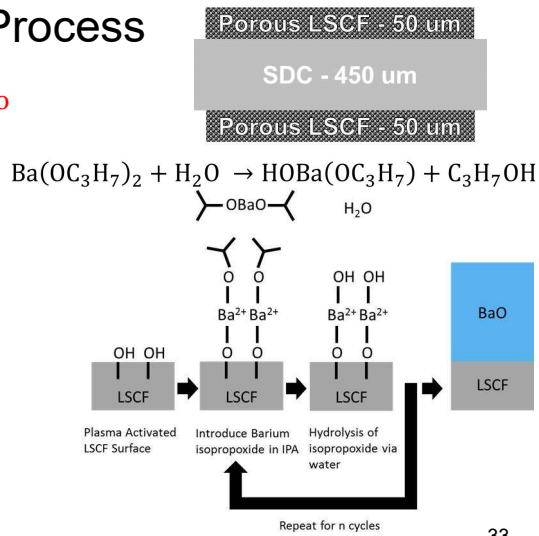 Process
Porous LSCF - 50 um
SDC - 450 um
Porous LSCF - 50 um
o
Ba(OC₃H₇)₂ + H₂O → HOBa(OC₃H₇) + C₃H₇OH
OBaO
H₂O
O O
Ba²⁺ Ba²⁺
O O
LSCF
OH OH
Ba²⁺ Ba²⁺
O O
LSCF
OH OH
LSCF
BaO
LSCF
Plasma Activated
LSCF Surface
Introduce Barium
isopropoxide in IPA
Hydrolysis of
isopropoxide via
water
Repeat for n cycles